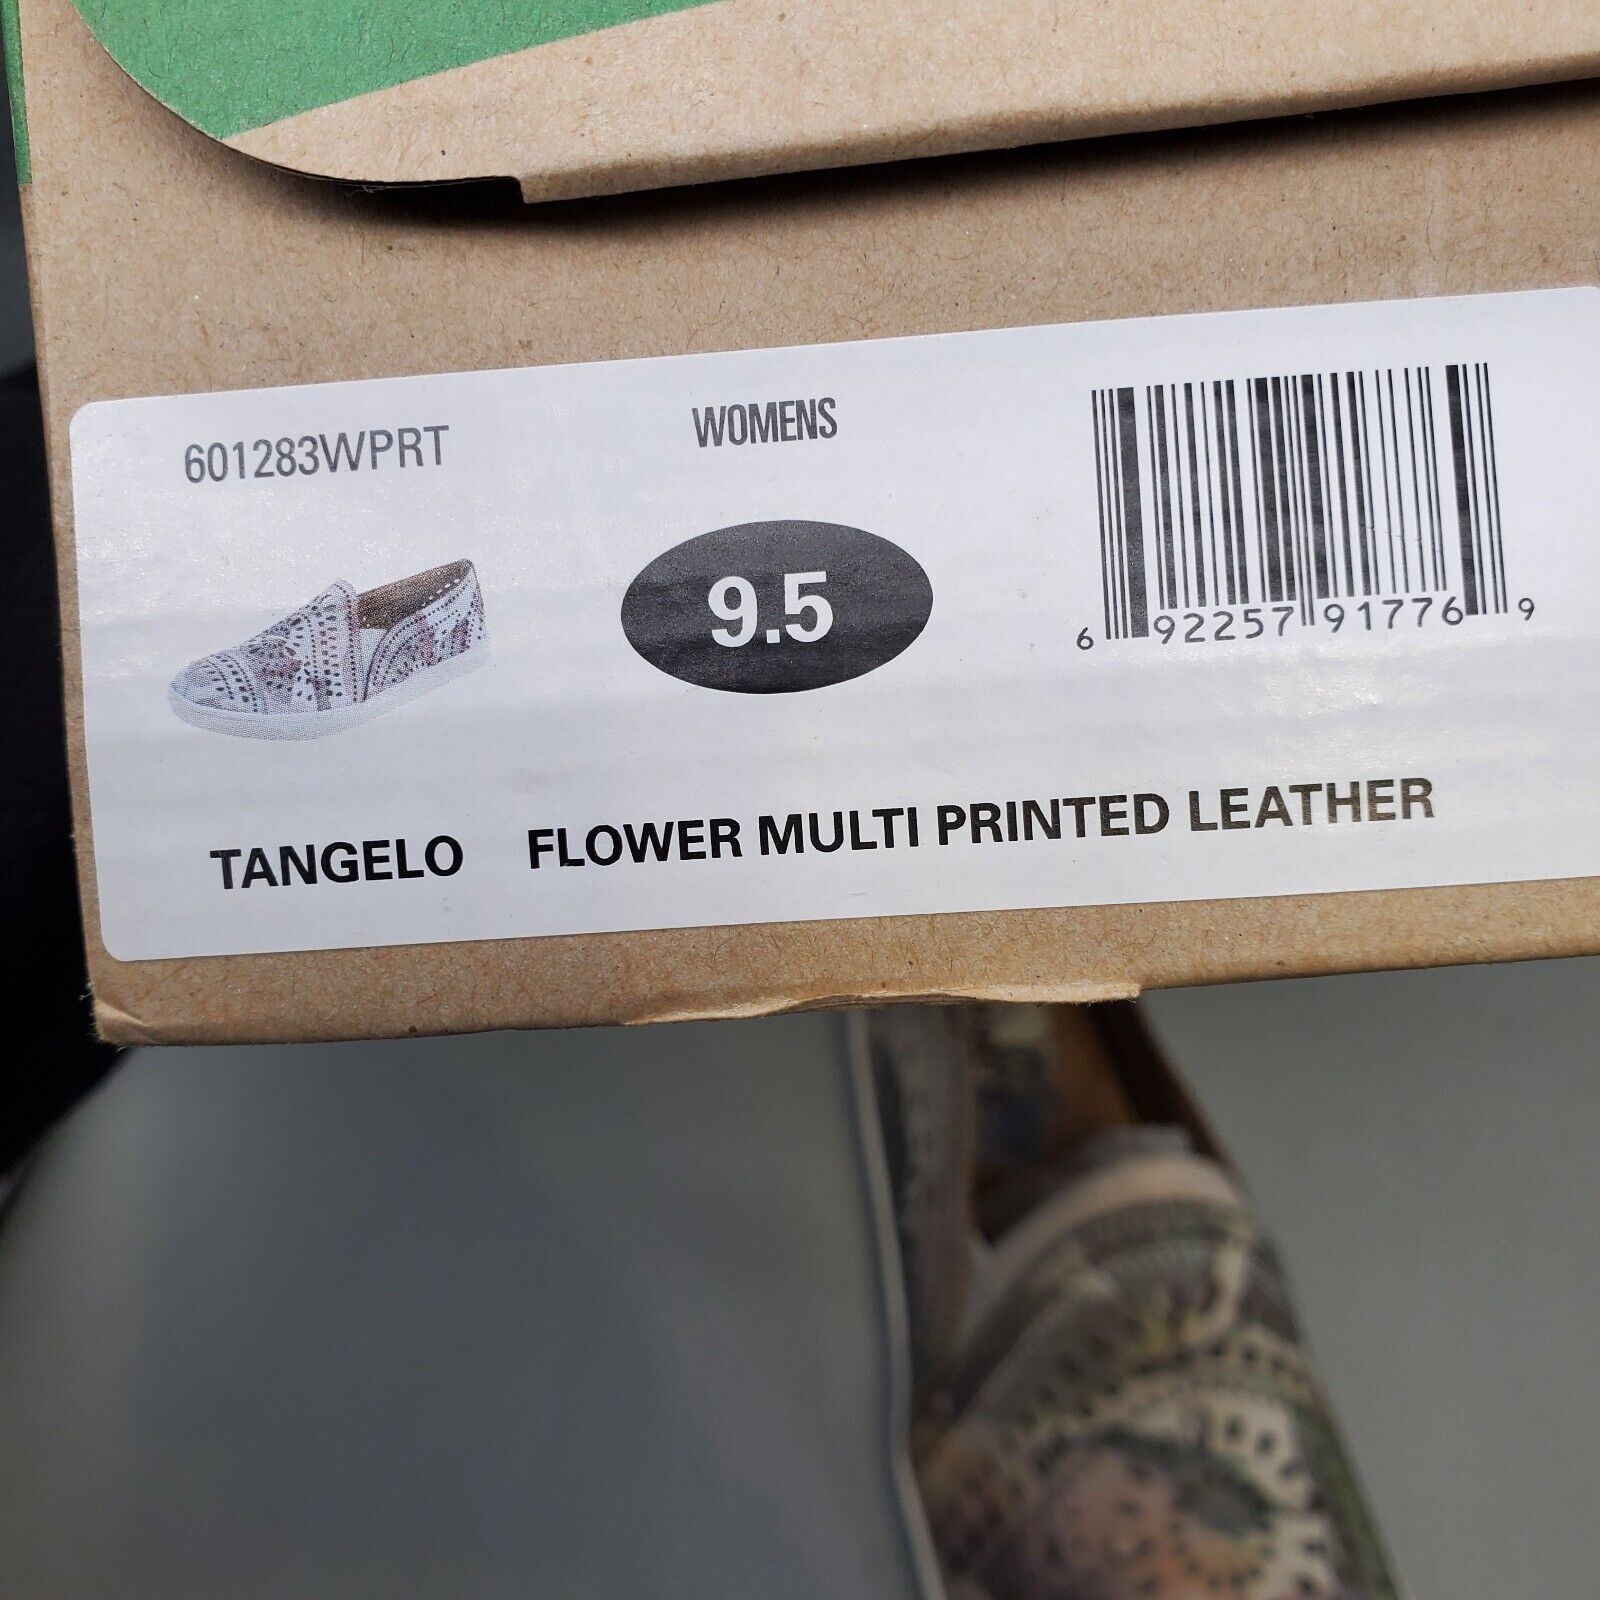 601283WPRT
WOMENS
9.5
6 92257 91776 9
TANGELO FLOWER MULTI PRINTED LEATHER